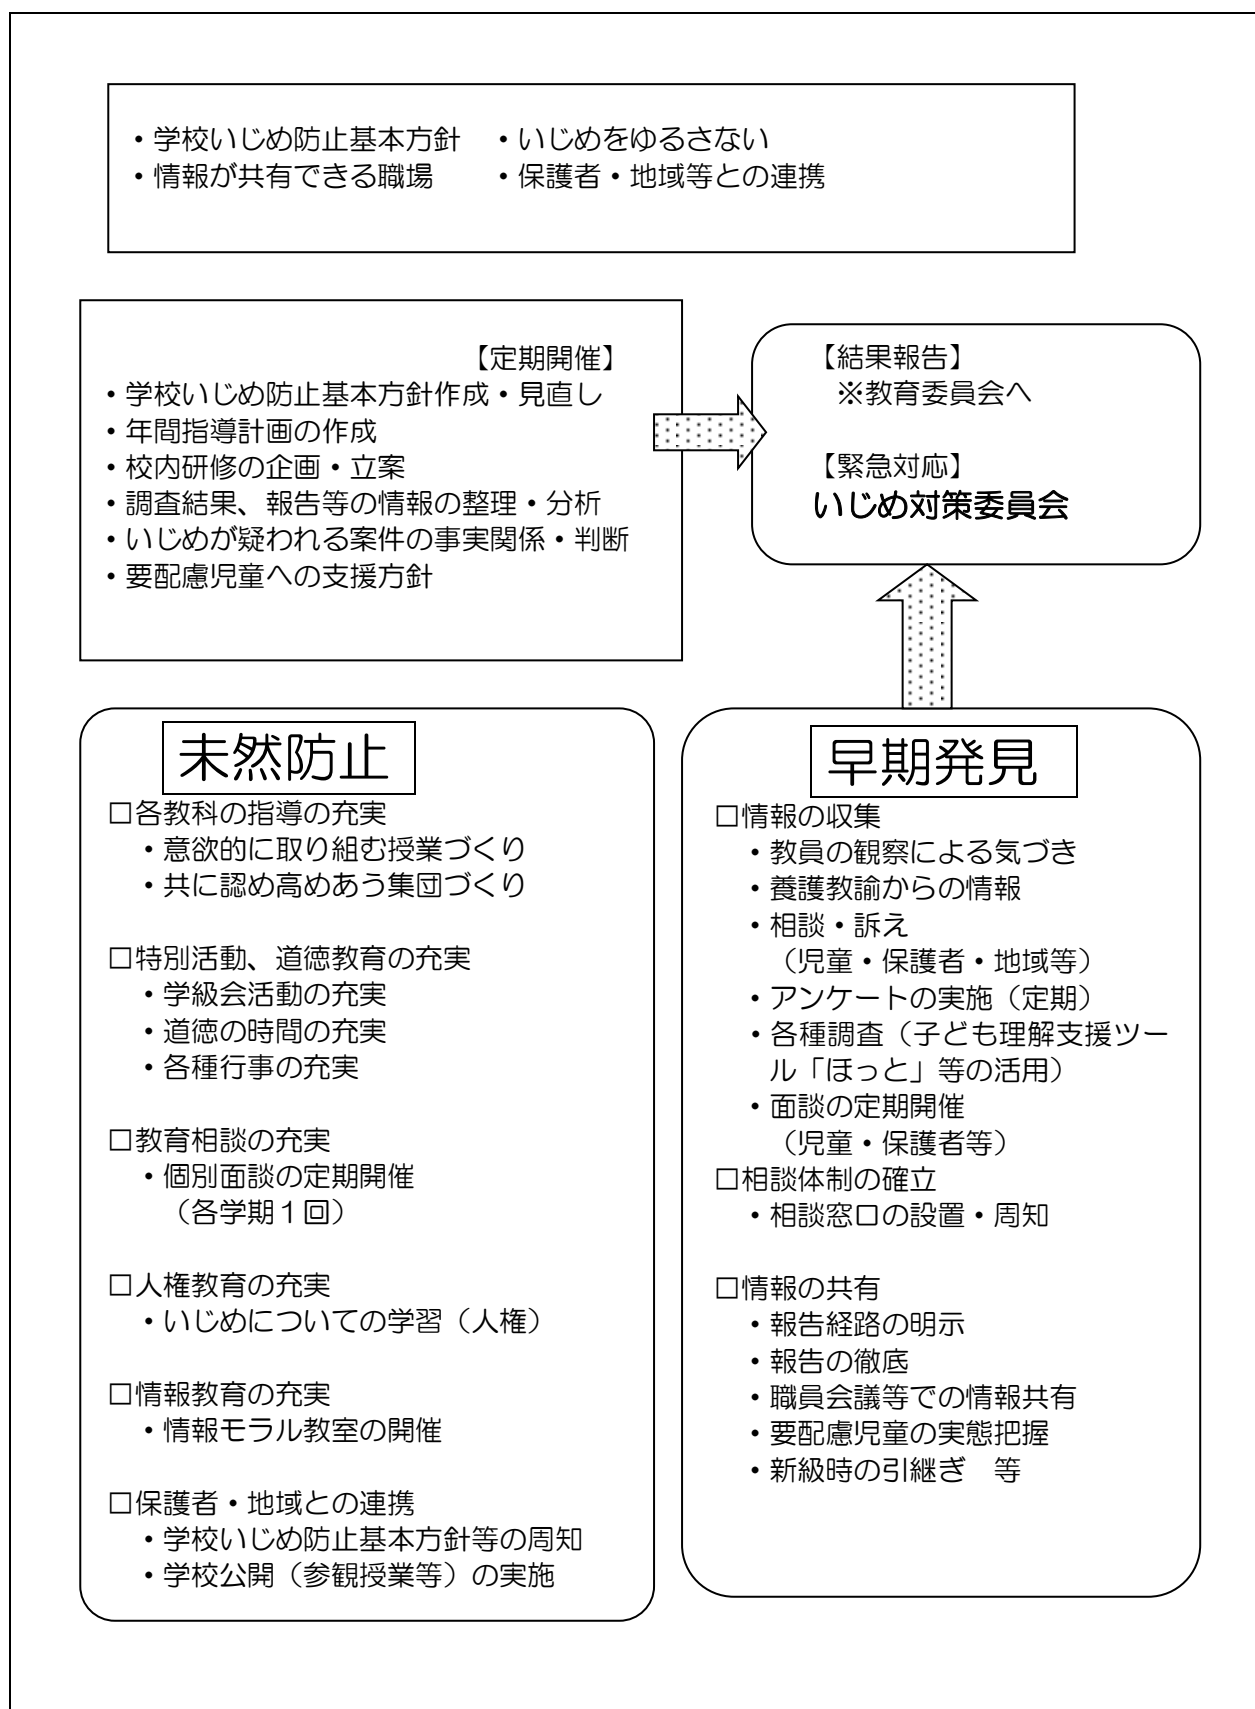 ・学校いじめ防止基本方針　・いじめをゆるさない
・情報が共有できる職場　・保護者・地域等との連携
【定期開催】
・学校いじめ防止基本方針作成・見直し
・年間指導計画の作成
・校内研修の企画・立案
・調査結果、報告等の情報の整理・分析
・いじめが疑われる案件の事実関係・判断
・要配慮児童への支援方針
【結果報告】
※教育委員会へ
【緊急対応】
いじめ対策委員会
未然防止
□各教科の指導の充実
・意欲的に取り組む授業づくり
・共に認め高めあう集団づくり
□特別活動、道徳教育の充実
・学級会活動の充実
・道徳の時間の充実
・各種行事の充実
□教育相談の充実
・個別面談の定期開催
（各学期１回）
□人権教育の充実
・いじめについての学習（人権）
□情報教育の充実
・情報モラル教室の開催
□保護者・地域との連携
・学校いじめ防止基本方針等の周知
・学校公開（参観授業等）の実施
早期発見
□情報の収集
・教員の観察による気づき
・養護教諭からの情報
・相談・訴え
（児童・保護者・地域等）
・アンケートの実施（定期）
・各種調査（子ども理解支援ツー
ル「ほっと」等の活用）
・面談の定期開催
（児童・保護者等）
□相談体制の確立
・相談窓口の設置・周知
□情報の共有
・報告経路の明示
・報告の徹底
・職員会議等での情報共有
・要配慮児童の実態把握
・新級時の引継ぎ　等